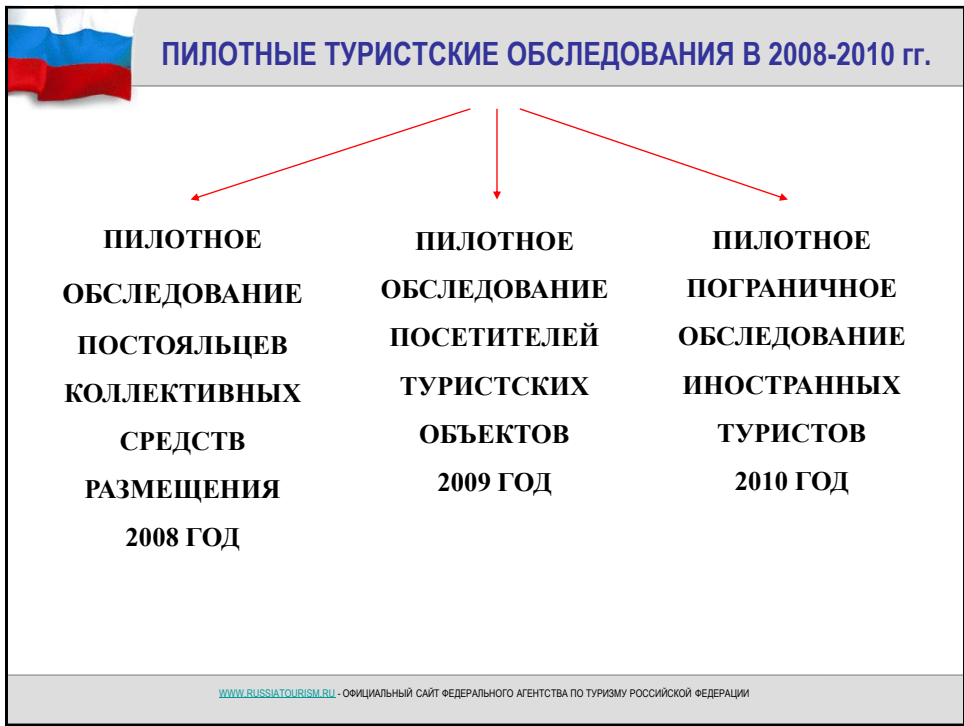 ПИЛОТНЫЕ ТУРИСТСКИЕ ОБСЛЕДОВАНИЯ В 2008-2010 гг.
ПИЛОТНОЕ
ОБСЛЕДОВАНИЕ
ПОСТОЯЛЬЦЕВ
КОЛЛЕКТИВНЫХ
СРЕДСТВ
РАЗМЕЩЕНИЯ
2008 ГОД
ПИЛОТНОЕ
ОБСЛЕДОВАНИЕ
ПОСЕТИТЕЛЕЙ
ТУРИСТСКИХ
ОБЪЕКТОВ
2009 ГОД
ПИЛОТНОЕ
ПОГРАНИЧНОЕ
ОБСЛЕДОВАНИЕ
ИНОСТРАННЫХ
ТУРИСТОВ
2010 ГОД
WWW.RUSSIATOURISM.RU - ОФИЦИАЛЬНЫЙ САЙТ ФЕДЕРАЛЬНОГО АГЕНТСТВА ПО ТУРИЗМУ РОССИЙСКОЙ ФЕДЕРАЦИИ